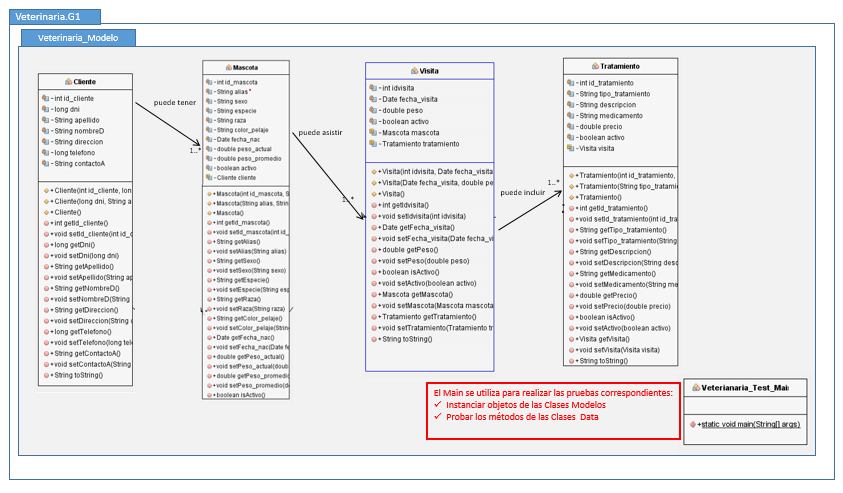 Veterinaria.G1
Veterinaria_Modelo
Cliente
-int id_cliente
-long dni
-String apellido
-String nombreD
-String direccion
-long telefono
-String contactoA
+Cliente(int id_cliente, lon
+Cliente(long dni, String a
+Cliente()
+int getId_cliente()
+void setId_cliente(int id_c
+long getDni()
+void setDni(long dni)
+String getApellido()
+void setApellido(String ap
+String getNombreD()
+void setNombreD(String
+String getDireccion()
+void setDireccion(String
+long getTelefono()
+void setTelefono(long tele
+String getContactoA()
+void setContactoA(String
+String toString()
puede tener
1..*
Mascota
-int id_mascota
-String alias*
-String sexo
-String especie
-String raza
-String color_pelaje
-Date fecha_nac
-double peso_actual
-double peso_promedio
-boolean activo
-Cliente cliente
+Mascota(int id_mascota, S
+Mascota(String alias, Strin
+Mascota()
+int getId_mascota()
+void setId_mascota(int id_
+String getAlias()
+void setAlias(String alias)
+String getSexo()
+void setSexo(String sexo)
+String getEspecie()
+void setEspecie(String esp
+String getRaza()
+void setRaza(String raza)
+String getColor_pelaje()
+void setColor_pelaje(String
+Date getFecha_nac()
+void setFecha_nac(Date fe
+double getPeso_actual()
+void setPeso_actual(doubl
+double getPeso_promedio
+void setPeso_promedio(do
+boolean isActivo()
puede asistir
1..*
Visita
-int idvisita
-Date fecha_visita
-double peso
-boolean activo
-Mascota mascota
-Tratamiento tratamiento
+Visita(int idvisita, Date fecha_visita
+Visita(Date fecha_visita, double pe
+Visita()
+int getIdvisita()
+void setIdvisita(int idvisita)
+Date getFecha_visita()
+void setFecha_visita(Date fecha_vi
+double getPeso()
+void setPeso(double peso)
+boolean isActivo()
+void setActivo(boolean activo)
+Mascota getMascota()
+void setMascota(Mascota mascota
+Tratamiento getTratamiento()
+void setTratamiento(Tratamiento tr
+String toString()
puede incluir
1..*
Tratamiento
-int id_tratamiento
-String tipo_tratamiento
-String descripcion
-String medicamento
-double precio
-boolean activo
-Visita visita
+Tratamiento(int id_tratamiento,
+Tratamiento(String tipo_tratamie
+Tratamiento()
+int getId_tratamiento()
+void setId_tratamiento(int id_tra
+String getTipo_tratamiento()
+void setTipo_tratamiento(String
+String getDescripcion()
+void setDescripcion(String desc
+String getMedicamento()
+void setMedicamento(String me
+double getPrecio()
+void setPrecio(double precio)
+boolean isActivo()
+void setActivo(boolean activo)
+Visita getVisita()
+void setVisita(Visita visita)
+String toString()
El Main se utiliza para realizar las pruebas correspondientes:
✓ Instanciar objetos de las Clases Modelos
✓ Probar los métodos de las Clases Data
Veterianaria_Test_Main
+static void main(String[] args)